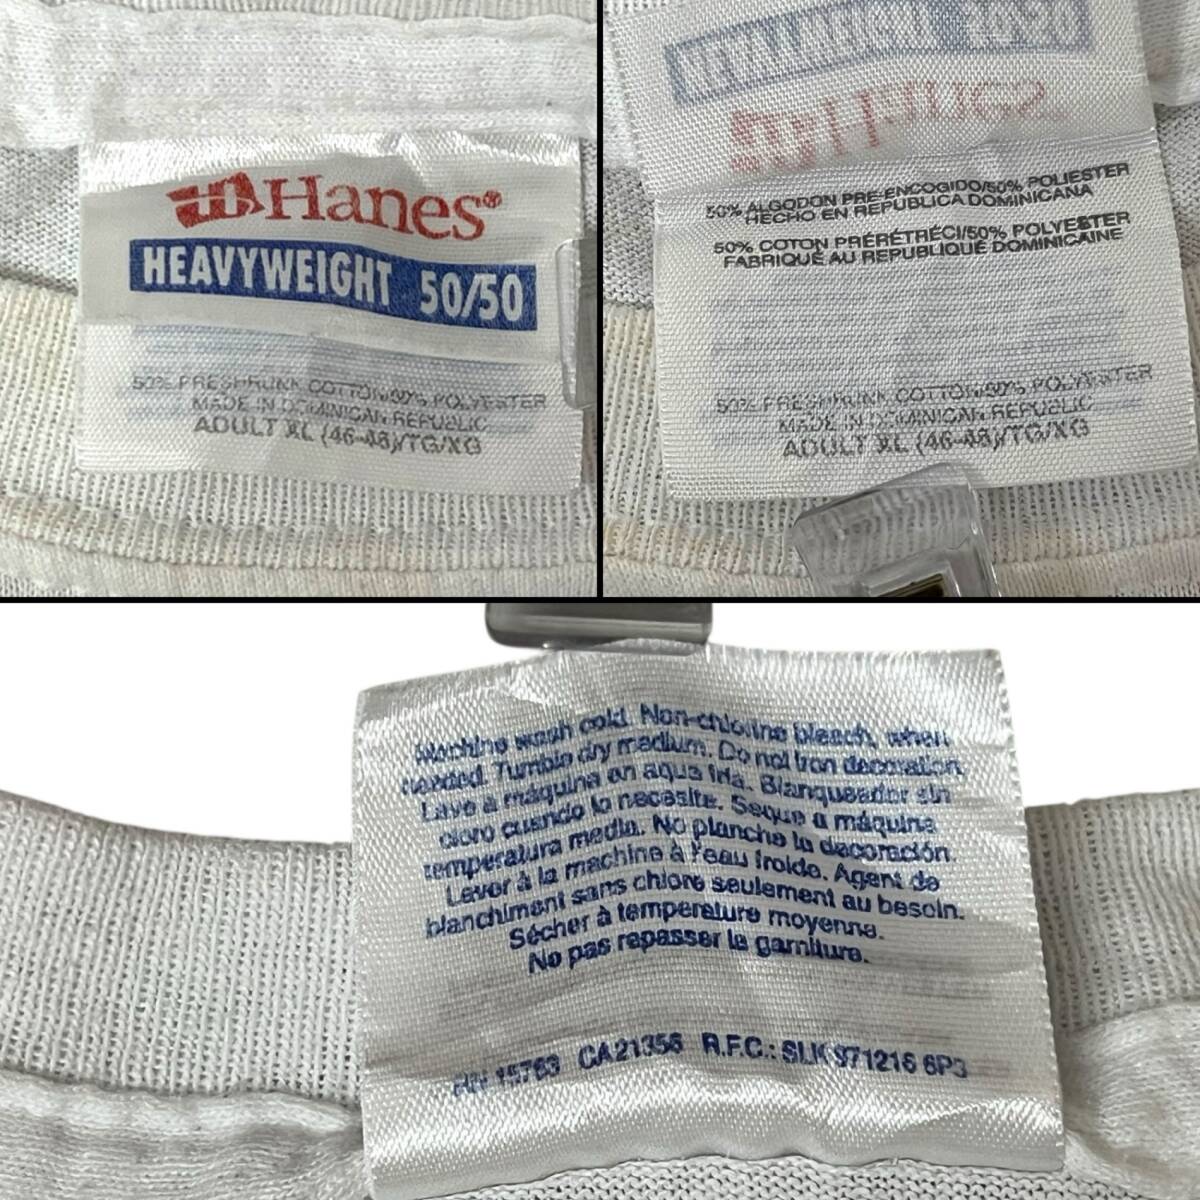 Hanes®
HEAVYWEIGHT 50/50
50% PRESHRUNK COTTON/50% POLYESTER
MADE IN DOMINICAN REPUBLIC
ADULT XL (46-48)/TG/XG
50% ALGODON PRE-ENCOGIDO/50% POLIESTER
HECHO EN REPUBLICA DOMINICANA
50% COTON PRÉRÉTRÉCI/50% POLYESTER
FABRIQUÉ AU REPUBLIQUE DOMINICAINE
50% PRESHRUNK COTTON/50% POLYESTER
MADE IN DOMINICAN REPUBLIC
ADULT XL (46-48)/TG/XG
Machine wash cold. Non-chlorine bleach, when
needed. Tumble dry medium. Do not iron decoration.
Lave a máquina en aqua fria. Blanqueador sin
cloro cuando lo necesite. Seque a máquina
temperatura media. No planche la decoración.
Laver à la machine à l'eau froide. Agent de
blanchiment sans chlore seulement au besoin.
Sécher à temperature moyenne.
No pas repasser la garniture.
RN 15763 CA21356 R.F.C.: SLK 971216 6P3